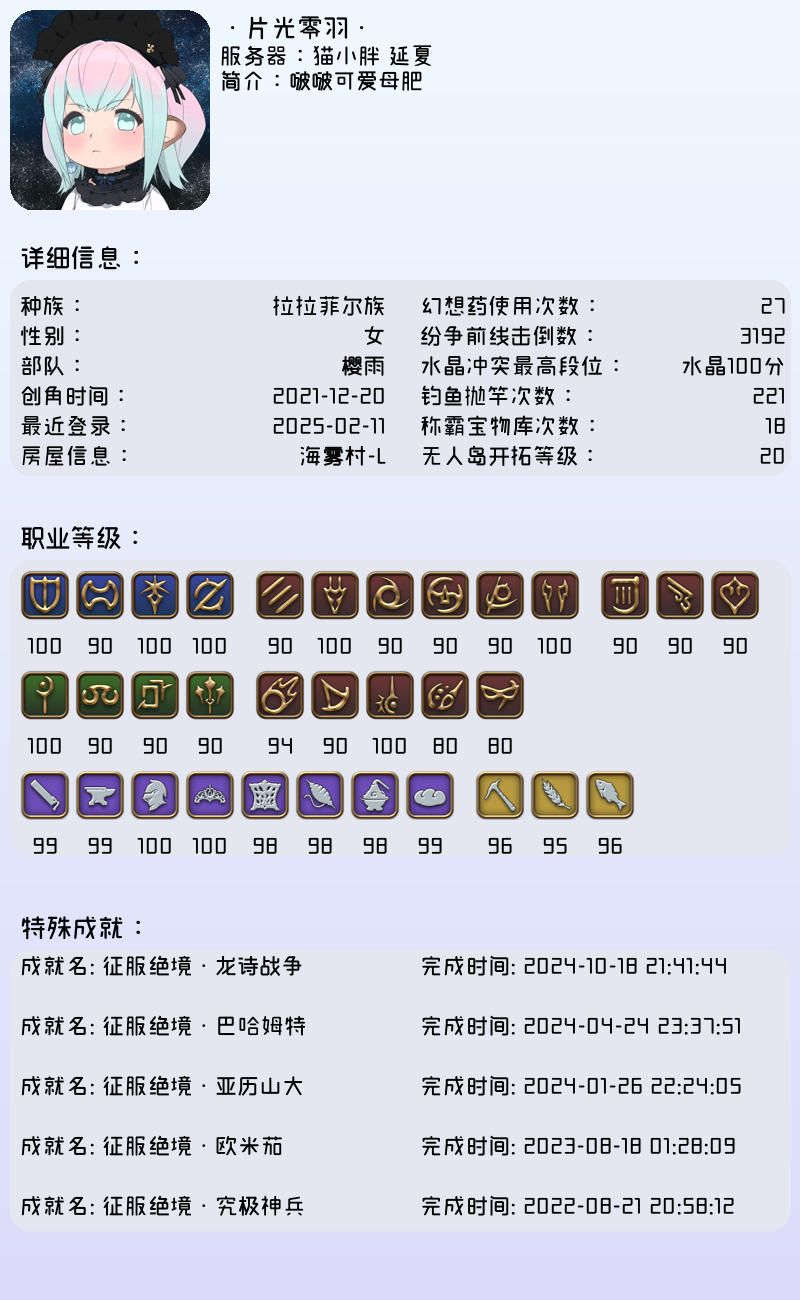 ·片光零羽·
服务器：猫小胖 延夏
简介：啵啵可爱母肥
详细信息：
种族： 拉拉菲尔族 幻想药使用次数： 27
性别： 女 纷争前线击倒数： 3192
部队： 樱雨 水晶冲突最高段位： 水晶100分
创角时间： 2021-12-20 钓鱼抛竿次数： 221
最近登录： 2025-02-11 称霸宝物库次数： 18
房屋信息： 海雾村-L 无人岛开拓等级： 20
职业等级：
100 90 100 100 90 100 90 90 90 100 90 90 90
100 90 90 90 94 90 100 80 80
99 99 100 100 98 98 98 99 96 95 96
特殊成就：
成就名: 征服绝境·龙诗战争 完成时间: 2024-10-18 21:41:44
成就名: 征服绝境·巴哈姆特 完成时间: 2024-04-24 23:37:51
成就名: 征服绝境·亚历山大 完成时间: 2024-01-26 22:24:05
成就名: 征服绝境·欧米茄 完成时间: 2023-08-18 01:28:09
成就名: 征服绝境·究极神兵 完成时间: 2022-08-21 20:58:12